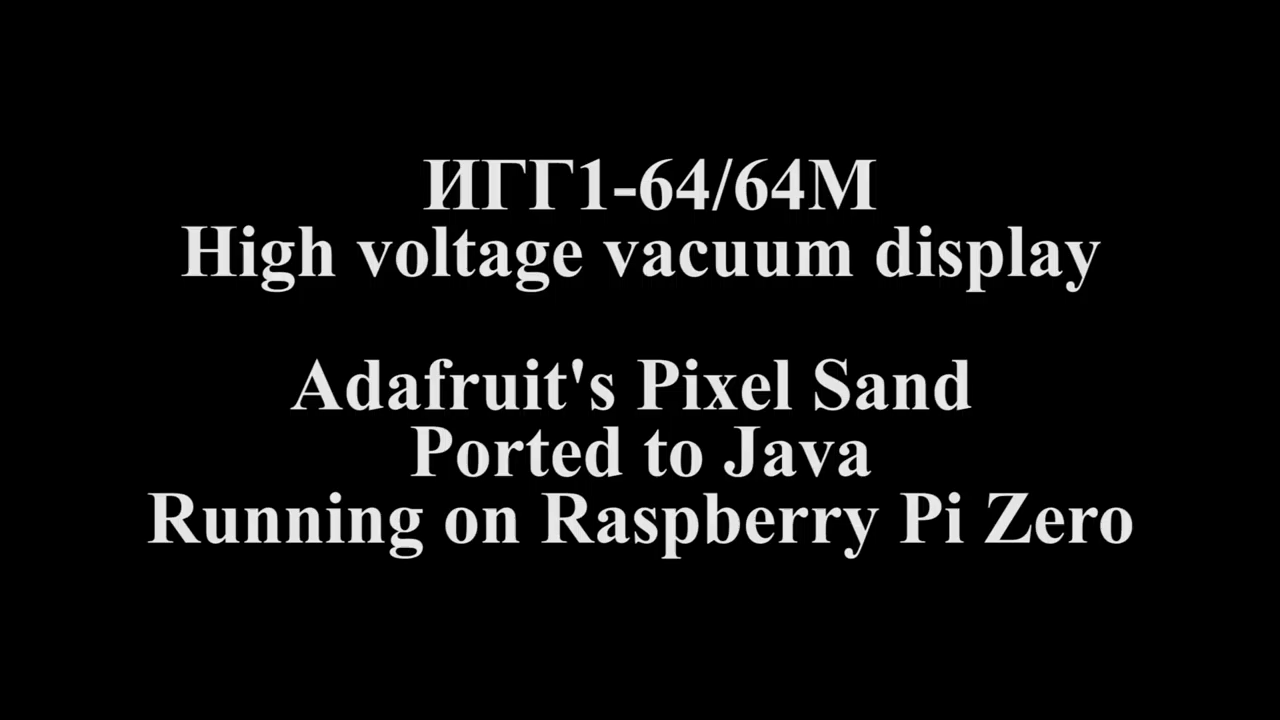 ИГГ1-64/64М
High voltage vacuum display
Adafruit's Pixel Sand
Ported to Java
Running on Raspberry Pi Zero